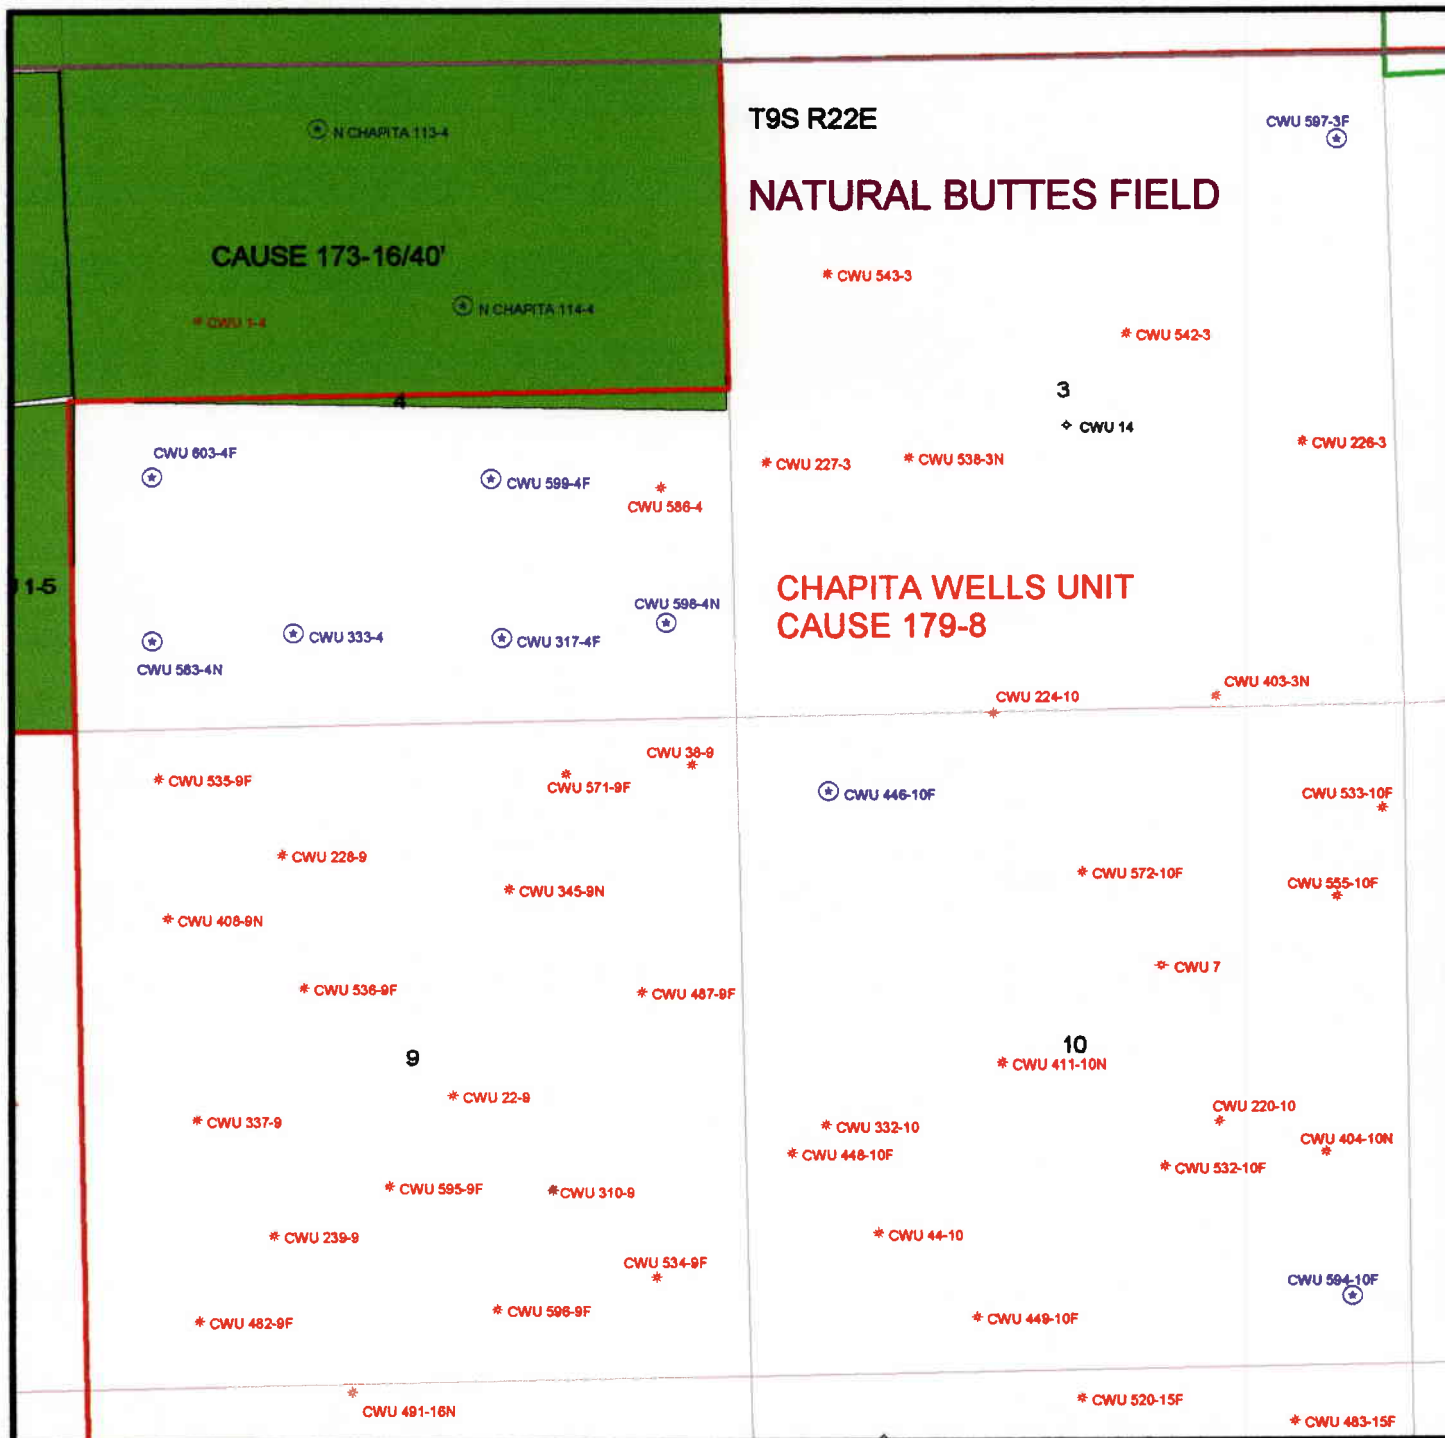 T9S R22E
CWU 597-3F
N CHAPITA 113-4
NATURAL BUTTES FIELD
CAUSE 173-16/40'
CWU 543-3
N CHAPITA 114-4
CWU 1-4
CWU 542-3
3
4
CWU 14
CWU 603-4F
CWU 227-3
CWU 538-3N
CWU 226-3
CWU 599-4F
CWU 586-4
1-5
CHAPITA WELLS UNIT
CAUSE 179-8
CWU 598-4N
CWU 333-4
CWU 317-4F
CWU 583-4N
CWU 224-10
CWU 403-3N
CWU 38-9
CWU 535-9F
CWU 571-9F
CWU 446-10F
CWU 533-10F
CWU 228-9
CWU 345-9N
CWU 572-10F
CWU 555-10F
CWU 408-9N
CWU 7
CWU 536-9F
CWU 487-9F
9
10
CWU 411-10N
CWU 22-9
CWU 220-10
CWU 337-9
CWU 332-10
CWU 404-10N
CWU 448-10F
CWU 532-10F
CWU 595-9F
CWU 310-9
CWU 239-9
CWU 44-10
CWU 534-9F
CWU 594-10F
CWU 596-9F
CWU 482-9F
CWU 449-10F
CWU 491-16N
CWU 520-15F
CWU 483-15F